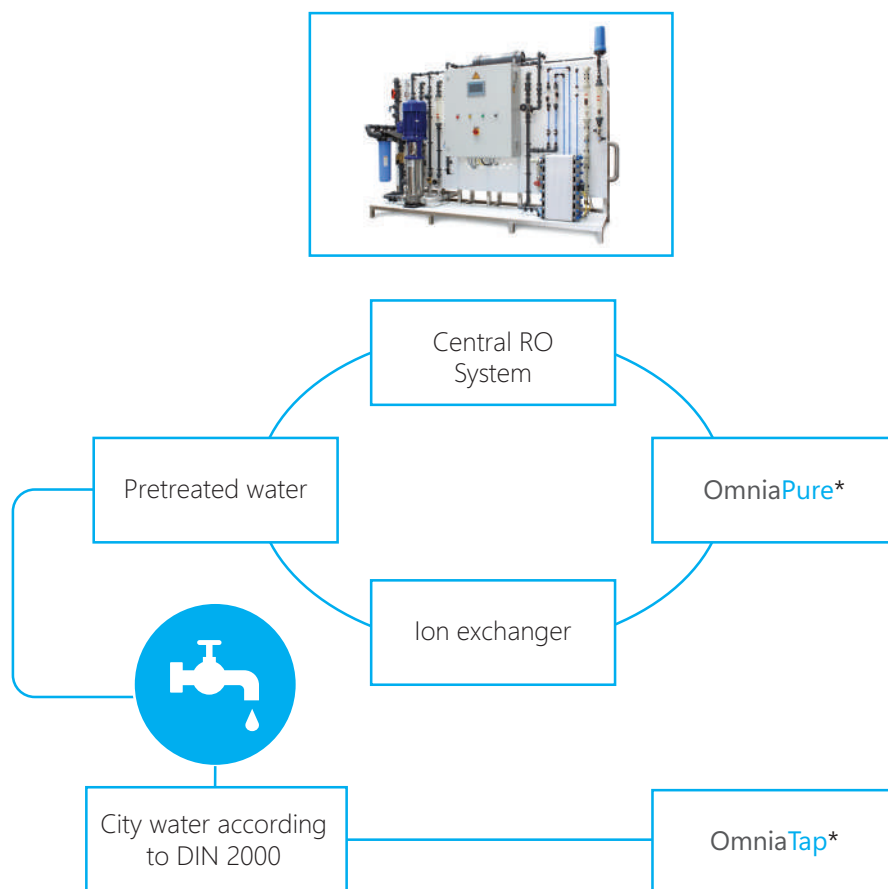 Central RO
System
Pretreated water
OmniaPure*
Ion exchanger
City water according
to DIN 2000
OmniaTap*